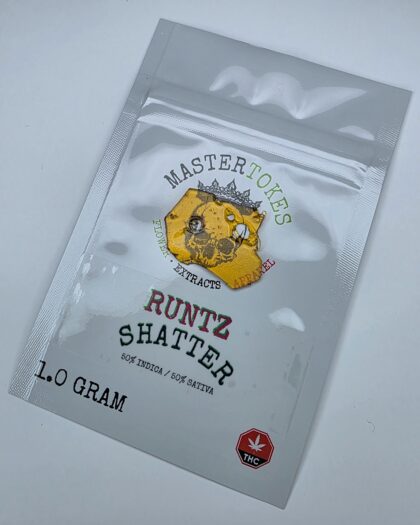 MASTERTOKES
FLOWER · EXTRACTS APPAREL
RUNTZ
SHATTER
50% INDICA / 50% SATIVA
1.0 GRAM
THC